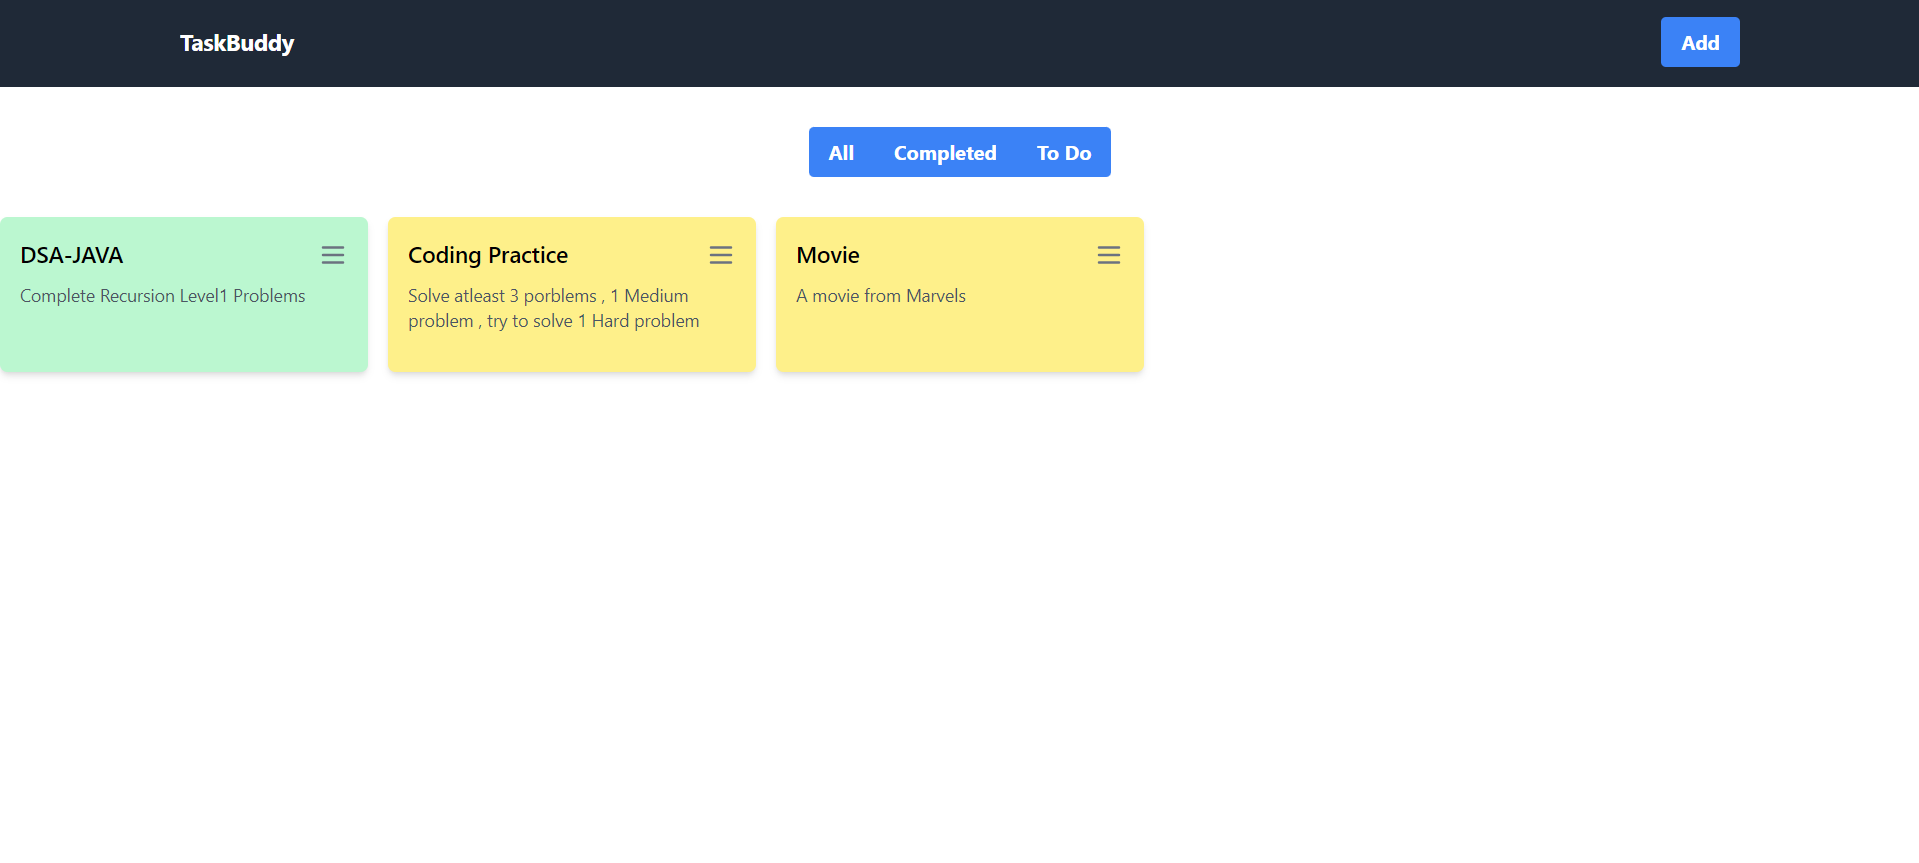 TaskBuddy
Add
All Completed To Do
DSA-JAVA
Complete Recursion Level1 Problems
Coding Practice
Solve atleast 3 porblems , 1 Medium
problem , try to solve 1 Hard problem
Movie
A movie from Marvels